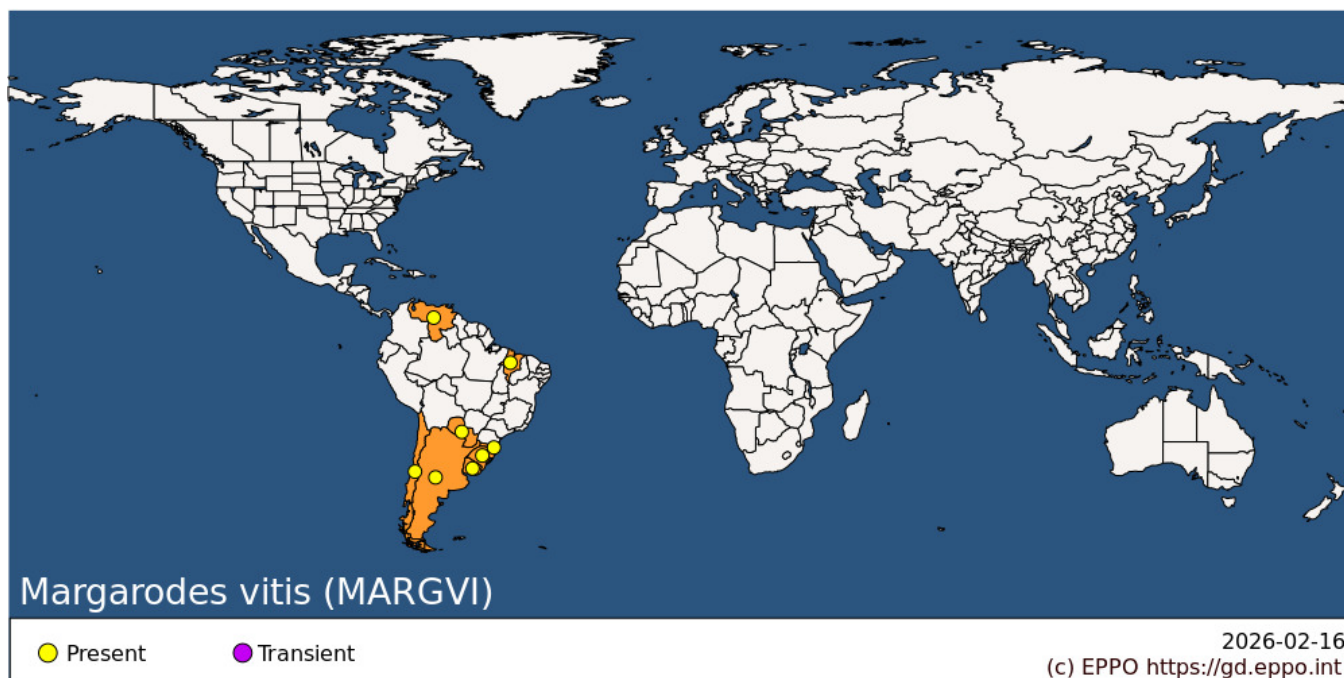 Margarodes vitis (MARGVI)
Present
Transient
2026-02-16
(c) EPPO https://gd.eppo.int